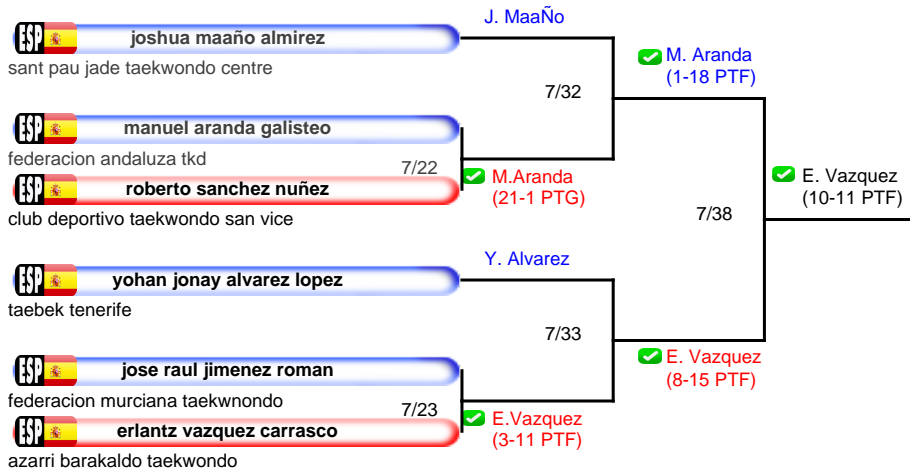 J. MaaÑo
ESP joshua maaño almirez
sant pau jade taekwondo centre
M. Aranda
(1-18 PTF)
7/32
ESP manuel aranda galisteo
federacion andaluza tkd
7/22
ESP roberto sanchez nuñez
club deportivo taekwondo san vice
M.Aranda
(21-1 PTG)
E. Vazquez
(10-11 PTF)
7/38
Y. Alvarez
ESP yohan jonay alvarez lopez
taebek tenerife
7/33
E. Vazquez
(8-15 PTF)
ESP jose raul jimenez roman
federacion murciana taekwnondo
7/23
ESP erlantz vazquez carrasco
azarri barakaldo taekwondo
E.Vazquez
(3-11 PTF)